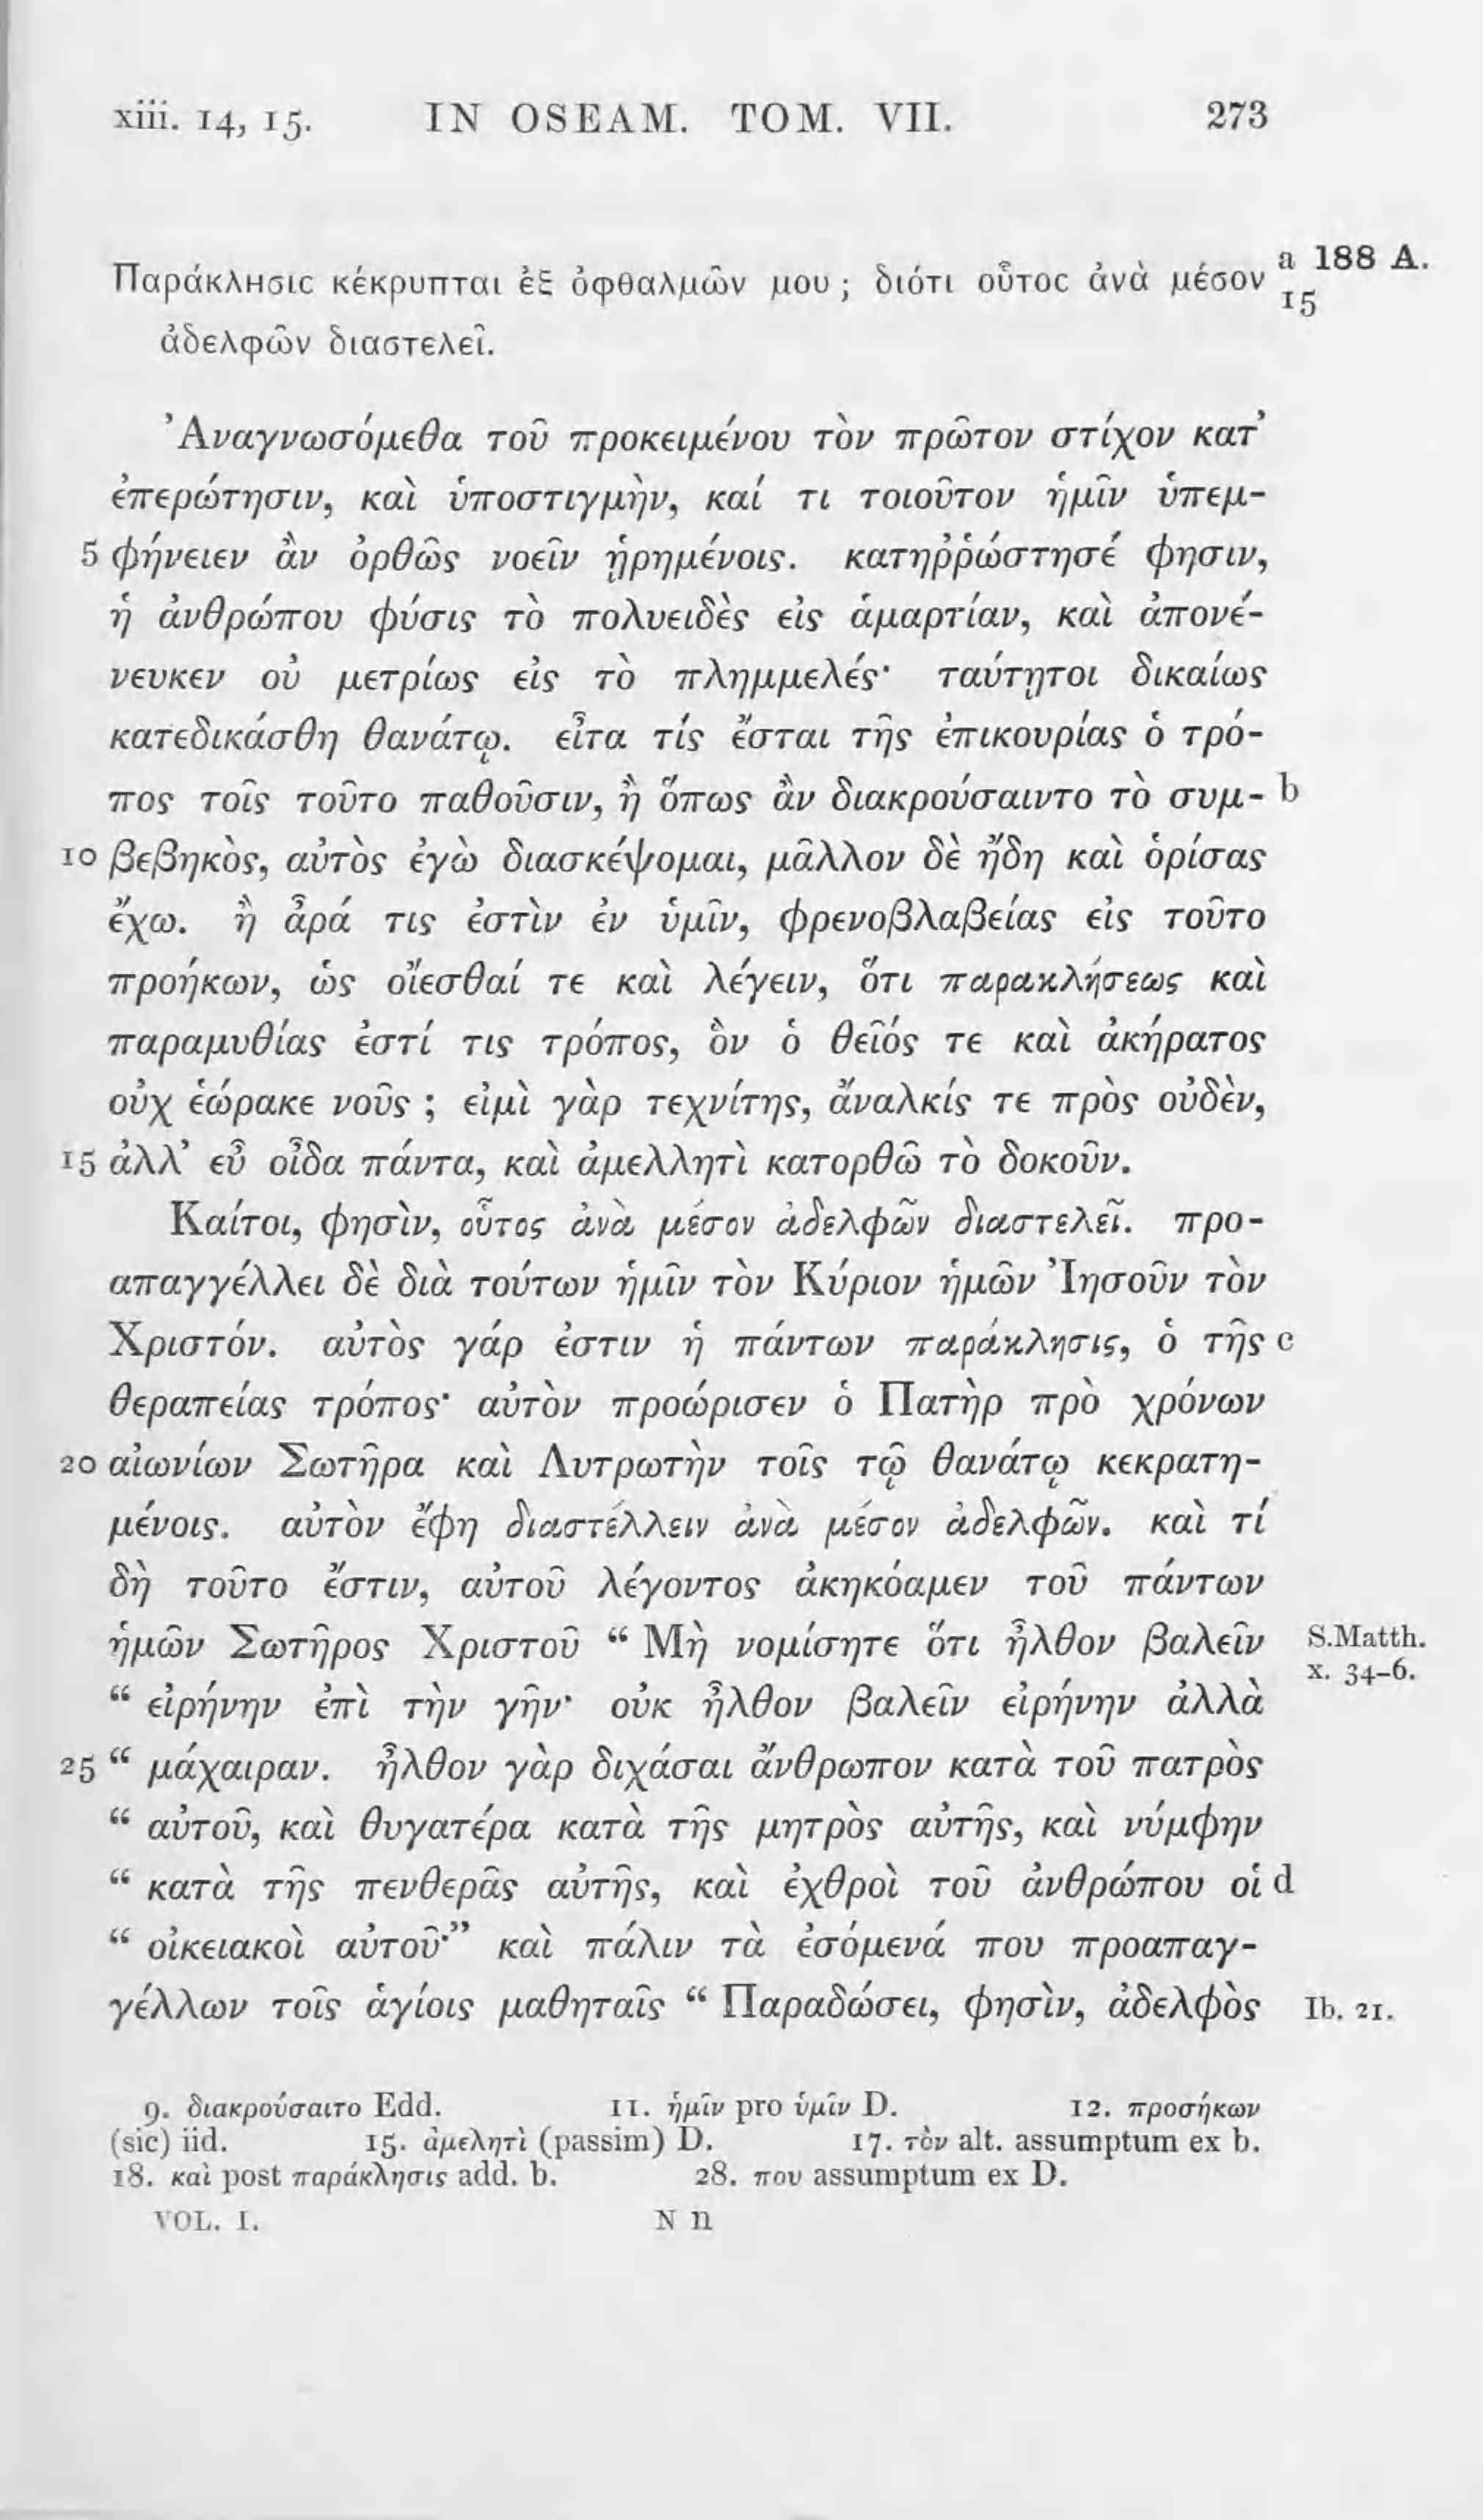 xiii. 14, 15. IN OSEAM. TOM. VII. 273
Παράκλησις κέκρυπται ἐξ ὀφθαλμῶν μου ; διότι οὗτος ἀνὰ μέσον a 188 A.
15
ἀδελφῶν διαστελεῖ.
Ἀναγνωσόμεθα τοῦ προκειμένου τὸν πρῶτον στίχον κατ’
ἐπερώτησιν, καὶ ὑποστιγμὴν, καί τι τοιοῦτον ἡμῖν ὑπεμ-
5 φήνειεν ἂν ὀρθῶς νοεῖν ᾑρημένοις. κατηῤῥώστησέ φησιν,
ἡ ἀνθρώπου φύσις τὸ πολυειδὲς εἰς ἁμαρτίαν, καὶ ἀπονέ-
νευκεν οὐ μετρίως εἰς τὸ πλημμελές· ταύτῃτοι δικαίως
κατεδικάσθη θανάτῳ. εἶτα τίς ἔσται τῆς ἐπικουρίας ὁ τρό-
πος τοῖς τοῦτο παθοῦσιν, ἢ ὅπως ἂν διακρούσαιντο τὸ συμ- b
10 βεβηκὸς, αὐτὸς ἐγὼ διασκέψομαι, μᾶλλον δὲ ἤδη καὶ ὁρίσας
ἔχω. ἢ ἆρά τις ἐστὶν ἐν ὑμῖν, φρενοβλαβείας εἰς τοῦτο
προήκων, ὡς οἴεσθαί τε καὶ λέγειν, ὅτι παρακλήσεως καὶ
παραμυθίας ἐστί τις τρόπος, ὃν ὁ θεῖός τε καὶ ἀκήρατος
οὐχ ἑώρακε νοῦς ; εἰμὶ γὰρ τεχνίτης, ἄναλκίς τε πρὸς οὐδὲν,
15 ἀλλ’ εὖ οἶδα πάντα, καὶ ἀμελλητὶ κατορθῶ τὸ δοκοῦν.
Καίτοι, φησὶν, οὗτος ἀνὰ μέσον ἀδελφῶν διαστελεῖ. προ-
απαγγέλλει δὲ διὰ τούτων ἡμῖν τὸν Κύριον ἡμῶν Ἰησοῦν τὸν
Χριστόν. αὐτὸς γάρ ἐστιν ἡ πάντων παράκλησις, ὁ τῆς c
θεραπείας τρόπος· αὐτὸν προώρισεν ὁ Πατὴρ πρὸ χρόνων
20 αἰωνίων Σωτῆρα καὶ Λυτρωτὴν τοῖς τῷ θανάτῳ κεκρατη-
μένοις. αὐτὸν ἔφη διαστέλλειν ἀνὰ μέσον ἀδελφῶν. καὶ τί
δὴ τοῦτο ἔστιν, αὐτοῦ λέγοντος ἀκηκόαμεν τοῦ πάντων
ἡμῶν Σωτῆρος Χριστοῦ “ Μὴ νομίσητε ὅτι ἦλθον βαλεῖν S.Matth.
x. 34-6.
“ εἰρήνην ἐπὶ τὴν γῆν· οὐκ ἦλθον βαλεῖν εἰρήνην ἀλλὰ
25 “ μάχαιραν. ἦλθον γὰρ διχάσαι ἄνθρωπον κατὰ τοῦ πατρὸς
“ αὐτοῦ, καὶ θυγατέρα κατὰ τῆς μητρὸς αὐτῆς, καὶ νύμφην
“ κατὰ τῆς πενθερᾶς αὐτῆς, καὶ ἐχθροὶ τοῦ ἀνθρώπου οἱ d
“ οἰκειακοὶ αὐτοῦ·” καὶ πάλιν τὰ ἐσόμενά που προαπαγ-
γέλλων τοῖς ἁγίοις μαθηταῖς “ Παραδώσει, φησὶν, ἀδελφὸς Ib. 21.
9. διακρούσαιτο Edd. 11. ἡμῖν pro ὑμῖν D. 12. προσήκων
(sic) iid. 15. ἀμελητὶ (passim) D. 17. τὸν alt. assumptum ex b.
18. καὶ post παράκλησις add. b. 28. που assumptum ex D.
VOL. I. N n